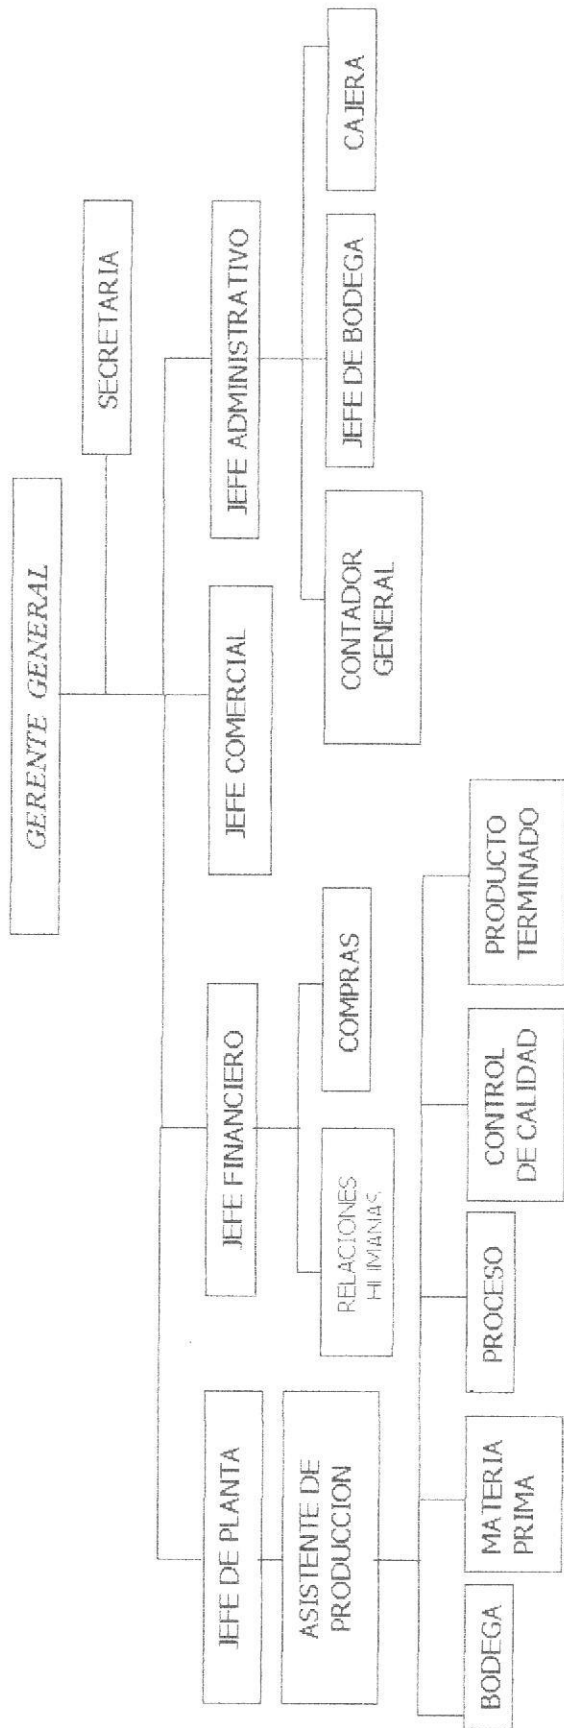 GERENTE GENERAL
SECRETARIA
JEFE DE PLANTA
JEFE FINANCIERO
JEFE COMERCIAL
JEFE ADMINISTRATIVO
ASISTENTE DE
PRODUCCION
RELACIONES
HUMANAS
COMPRAS
CONTADOR
GENERAL
JEFE DE BODEGA
CAJERA
BODEGA
MATERIA
PRIMA
PROCESO
CONTROL
DE CALIDAD
PRODUCTO
TERMINADO